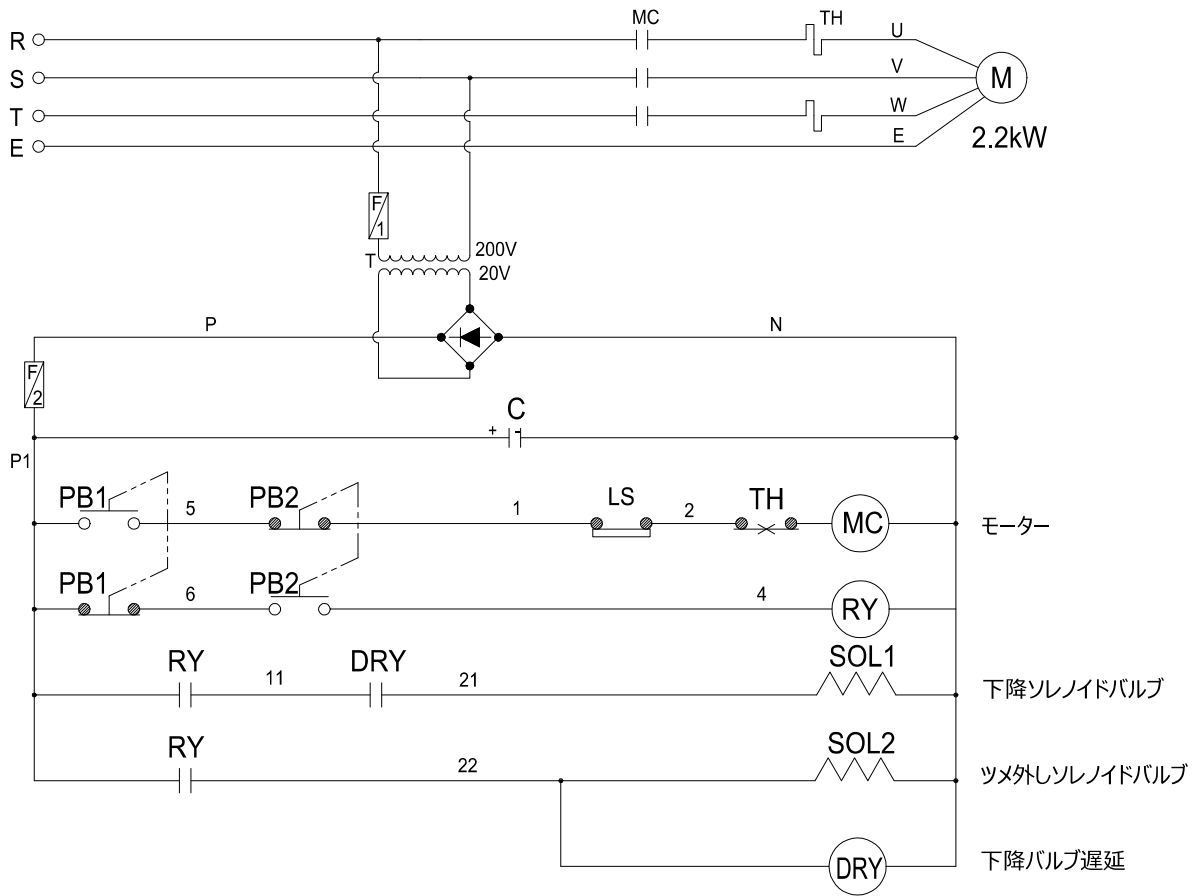 MC
TH
R
U
S
V
M
T
W
E
E
2.2kW
F
1
T
200V
20V
P
N
F
2
C
+
-
P1
PB1
5
PB2
1
LS
2
TH
MC
モーター
PB1
6
PB2
4
RY
RY
11
DRY
21
SOL1
下降ソレノイドバルブ
RY
22
SOL2
ツメ外しソレノイドバルブ
DRY
下降バルブ遅延